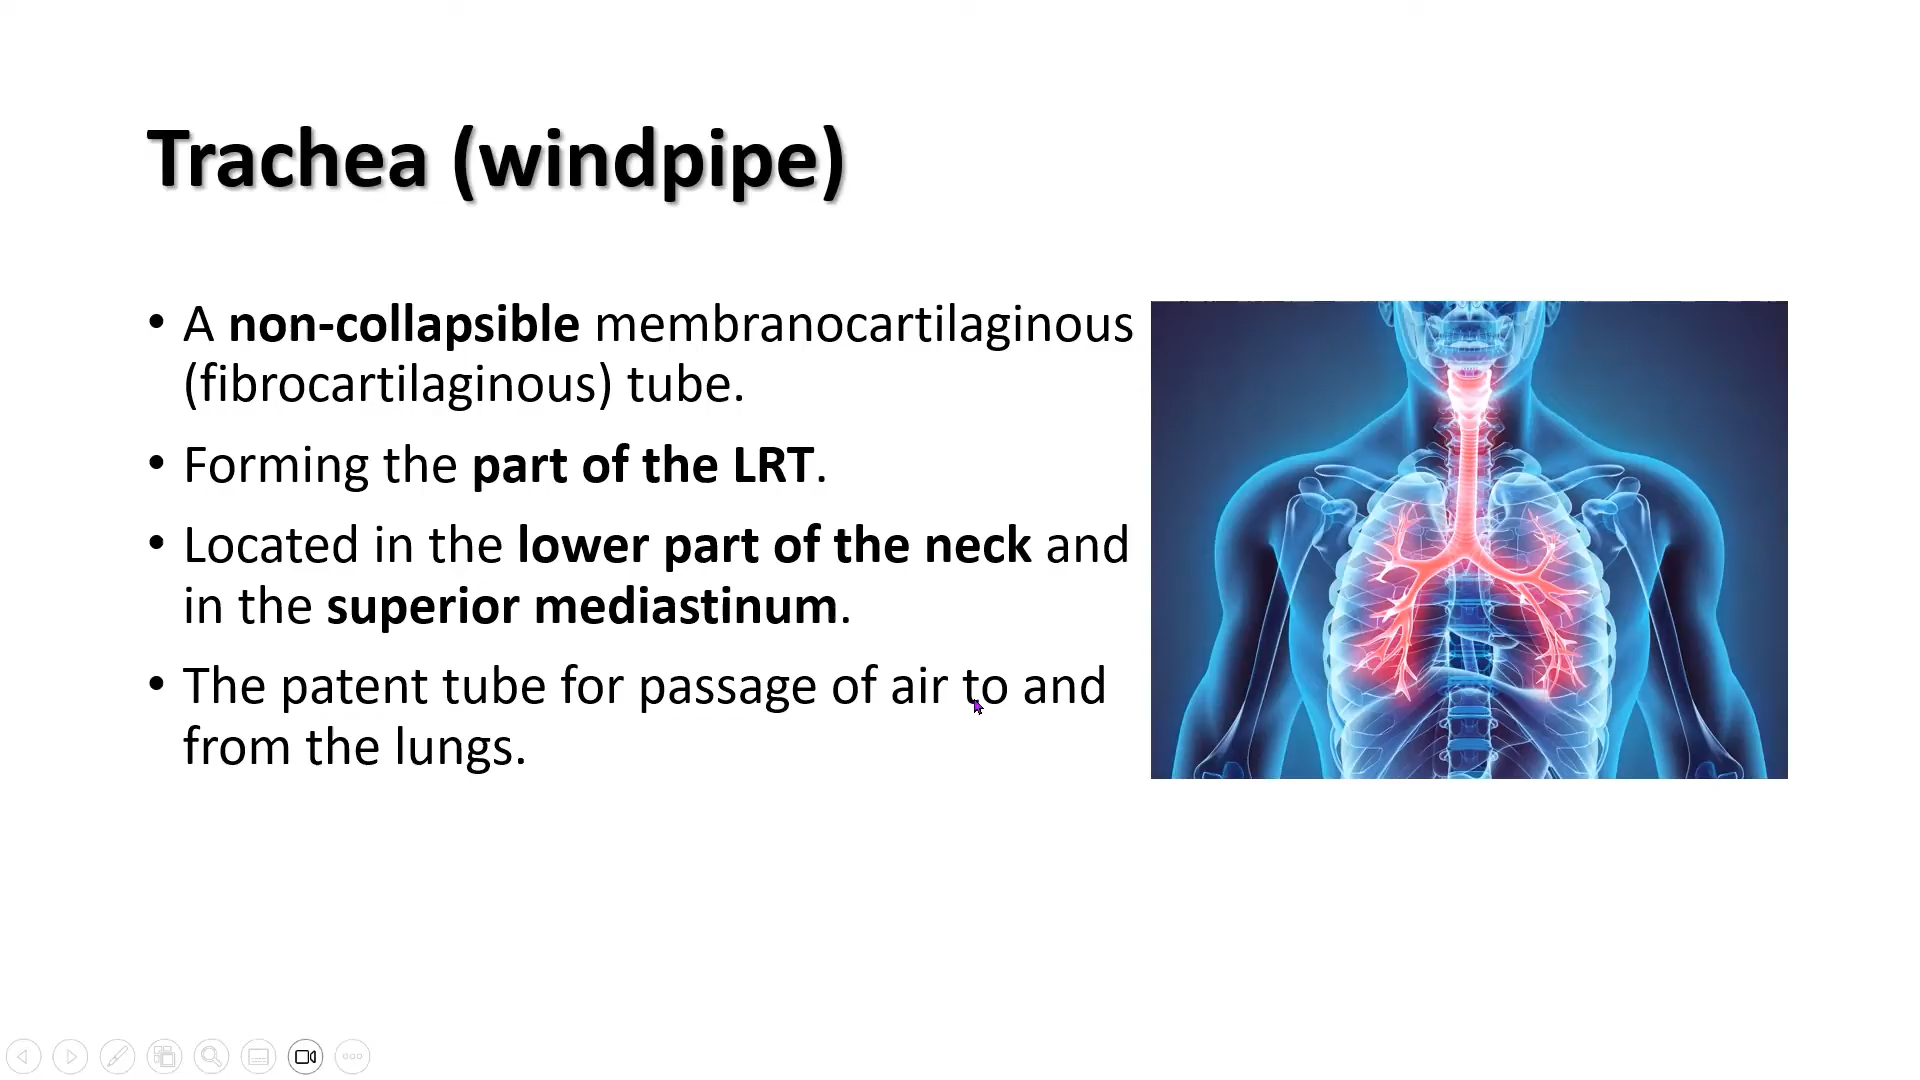 Trachea (windpipe)
• A non-collapsible membranocartilaginous
(fibrocartilaginous) tube.
• Forming the part of the LRT.
• Located in the lower part of the neck and
in the superior mediastinum.
• The patent tube for passage of air to and
from the lungs.